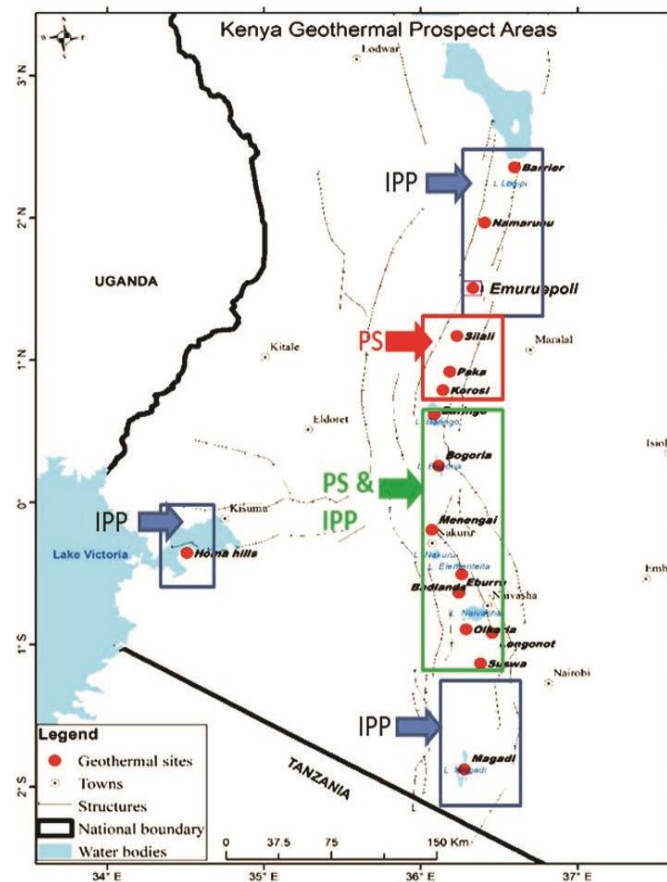 Kenya Geothermal Prospect Areas
N
Lodwar
3° N
IPP
Barrier
2° N
Namarunu
UGANDA
Emuruapoli
Silali
PS
Maralal
Kitale
1° N
Paka
Korosi
Baringo
L. Baringo
Eldoret
Isiol
Bogoria
L. Bogoria
PS &
IPP
0°
Kisumu
IPP
Menengai
Nakuru
Lake Victoria
Homa hills
L. Nakuru
L. Elementeita
Eburru
Emb
Badlands
Naivasha
L. Naivasha
Olkaria
Longonot
1° S
Suswa
Nairobi
Legend
Geothermal sites
Towns
Structures
National boundary
Water bodies
IPP
TANZANIA
Magadi
L. Magadi
2° S
0 37.5 75 150 Km
34° E 35° E 36° E 37° E